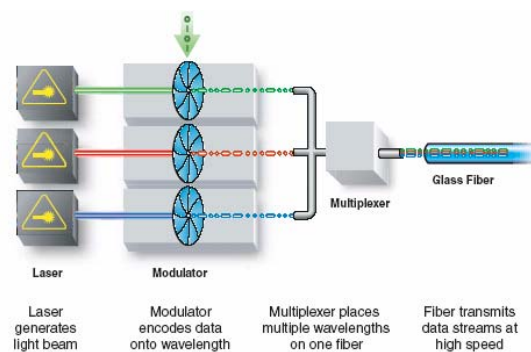 0101
Glass Fiber
Multiplexer
Laser
Modulator
Laser
generates
light beam
Modulator
encodes data
onto wavelength
Multiplexer places
multiple wavelengths
on one fiber
Fiber transmits
data streams at
high speed